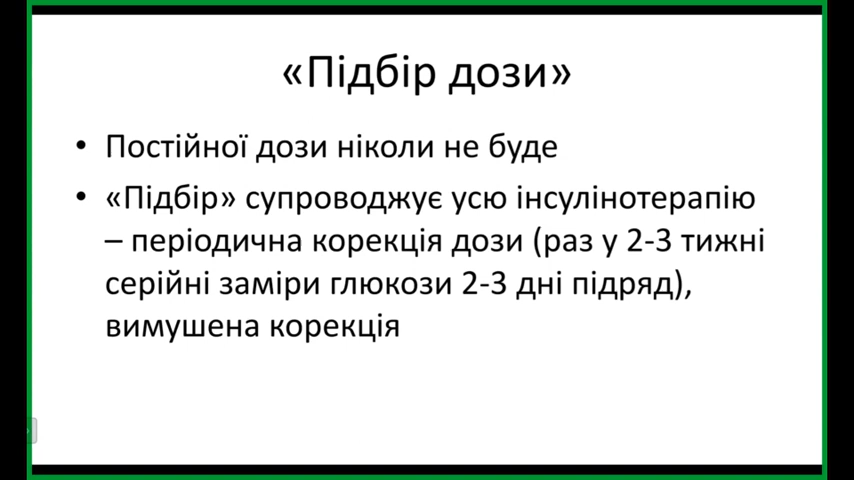 «Підбір дози»
• Постійної дози ніколи не буде
• «Підбір» супроводжує усю інсулінотерапію
– періодична корекція дози (раз у 2-3 тижні
серійні заміри глюкози 2-3 дні підряд),
вимушена корекція